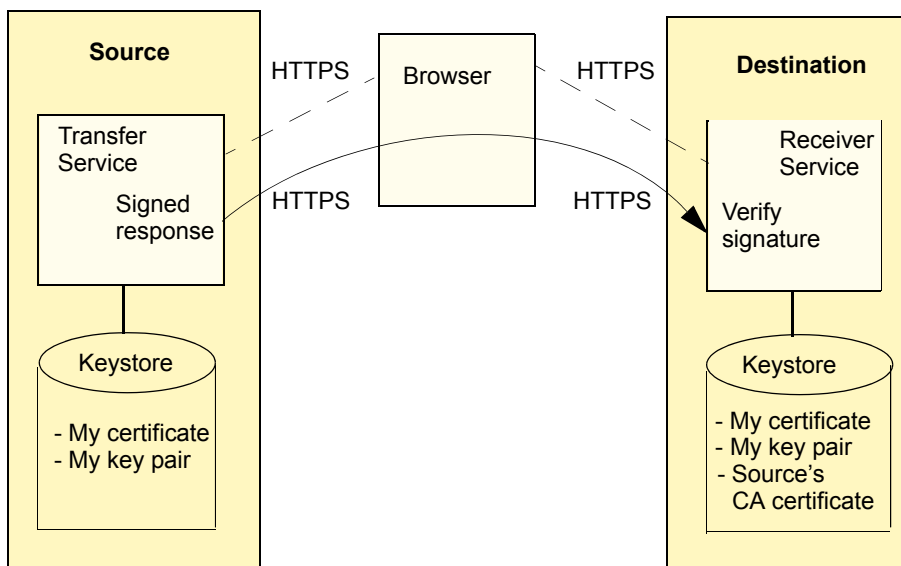 Source
HTTPS
Browser
HTTPS
Destination
Transfer
Service
Signed
response
HTTPS
HTTPS
Receiver
Service
Verify
signature
Keystore
- My certificate
- My key pair
Keystore
- My certificate
- My key pair
- Source’s
CA certificate